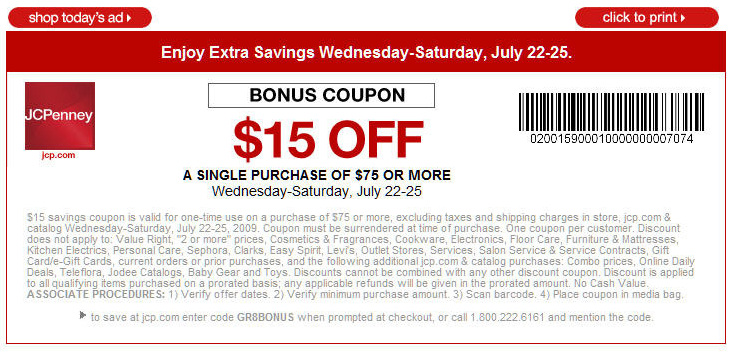 shop today's ad
click to print
Enjoy Extra Savings Wednesday-Saturday, July 22-25.
JCPenney
jcp.com
BONUS COUPON
$15 OFF
A SINGLE PURCHASE OF $75 OR MORE
Wednesday-Saturday, July 22-25
02001590001000000007074
$15 savings coupon is valid for one-time use on a purchase of $75 or more, excluding taxes and shipping charges in store, jcp.com &
catalog Wednesday-Saturday, July 22-25, 2009. Coupon must be surrendered at time of purchase. One coupon per customer. Discount
does not apply to: Value Right, "2 or more" prices, Cosmetics & Fragrances, Cookware, Electronics, Floor Care, Furniture & Mattresses,
Kitchen Electrics, Personal Care, Sephora, Clarks, Easy Spirit, Levi's, Outlet Stores, Services, Salon Service & Service Contracts, Gift
Card/e-Gift Cards, current orders or prior purchases, and the following additional jcp.com & catalog purchases: Combo prices, Online Daily
Deals, Teleflora, Jodee Catalogs, Baby Gear and Toys. Discounts cannot be combined with any other discount coupon. Discount is applied
to all qualifying items purchased on a prorated basis; any applicable refunds will be given in the prorated amount. No Cash Value.
ASSOCIATE PROCEDURES: 1) Verify offer dates. 2) Verify minimum purchase amount. 3) Scan barcode. 4) Place coupon in media bag.
to save at jcp.com enter code GR8BONUS when prompted at checkout, or call 1.800.222.6161 and mention the code.